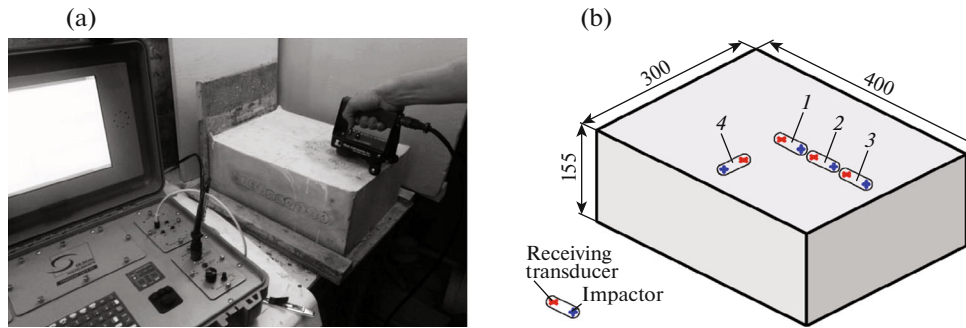 (a)
(b)
300
400
155
1
2
3
4
Receiving
transducer
Impactor